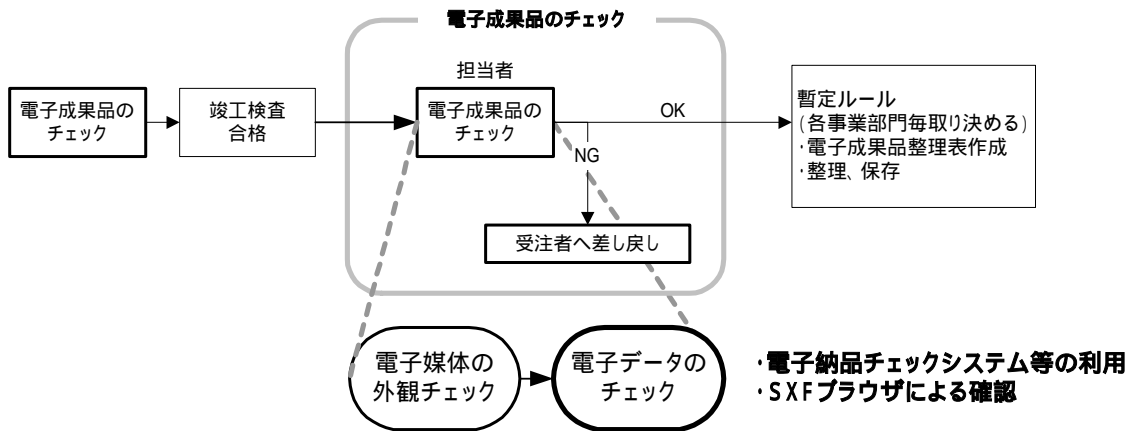 電子成果品のチェック
担当者
電子成果品の
チェック
竣工検査
合格
電子成果品の
チェック
OK
NG
暫定ルール
(各事業部門毎取り決める)
・電子成果品整理表作成
・整理、保存
受注者へ差し戻し
電子媒体の
外観チェック
電子データの
チェック
・電子納品チェックシステム等の利用
・SXFブラウザによる確認